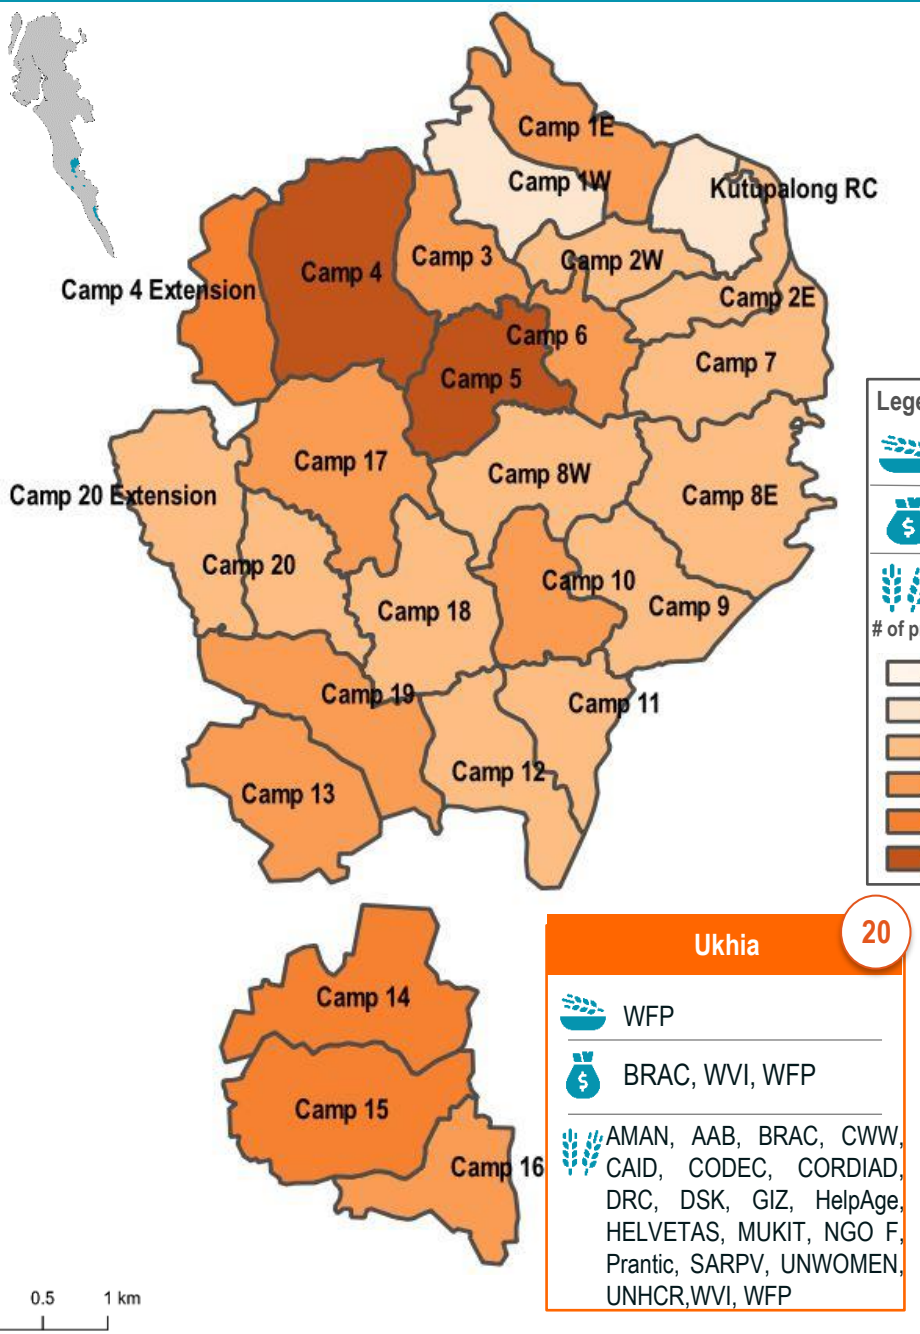 Camp 1E
Camp 1W
Kutupalong RC
Camp 3
Camp 2W
Camp 4
Camp 4 Extension
Camp 2E
Camp 6
Camp 7
Camp 5
Camp 17
Camp 8W
Camp 20 Extension
Camp 8E
Camp 20
Camp 10
Camp 18
Camp 9
Camp 19
Camp 11
Camp 12
Camp 13
Camp 14
Camp 15
Camp 16
0.5 1 km
Lege
# of p
Ukhia
20
WFP
BRAC, WVI, WFP
AMAN, AAB, BRAC, CWW,
CAID, CODEC, CORDIAD,
DRC, DSK, GIZ, HelpAge,
HELVETAS, MUKIT, NGO F,
Prantic, SARPV, UNWOMEN,
UNHCR,WVI, WFP